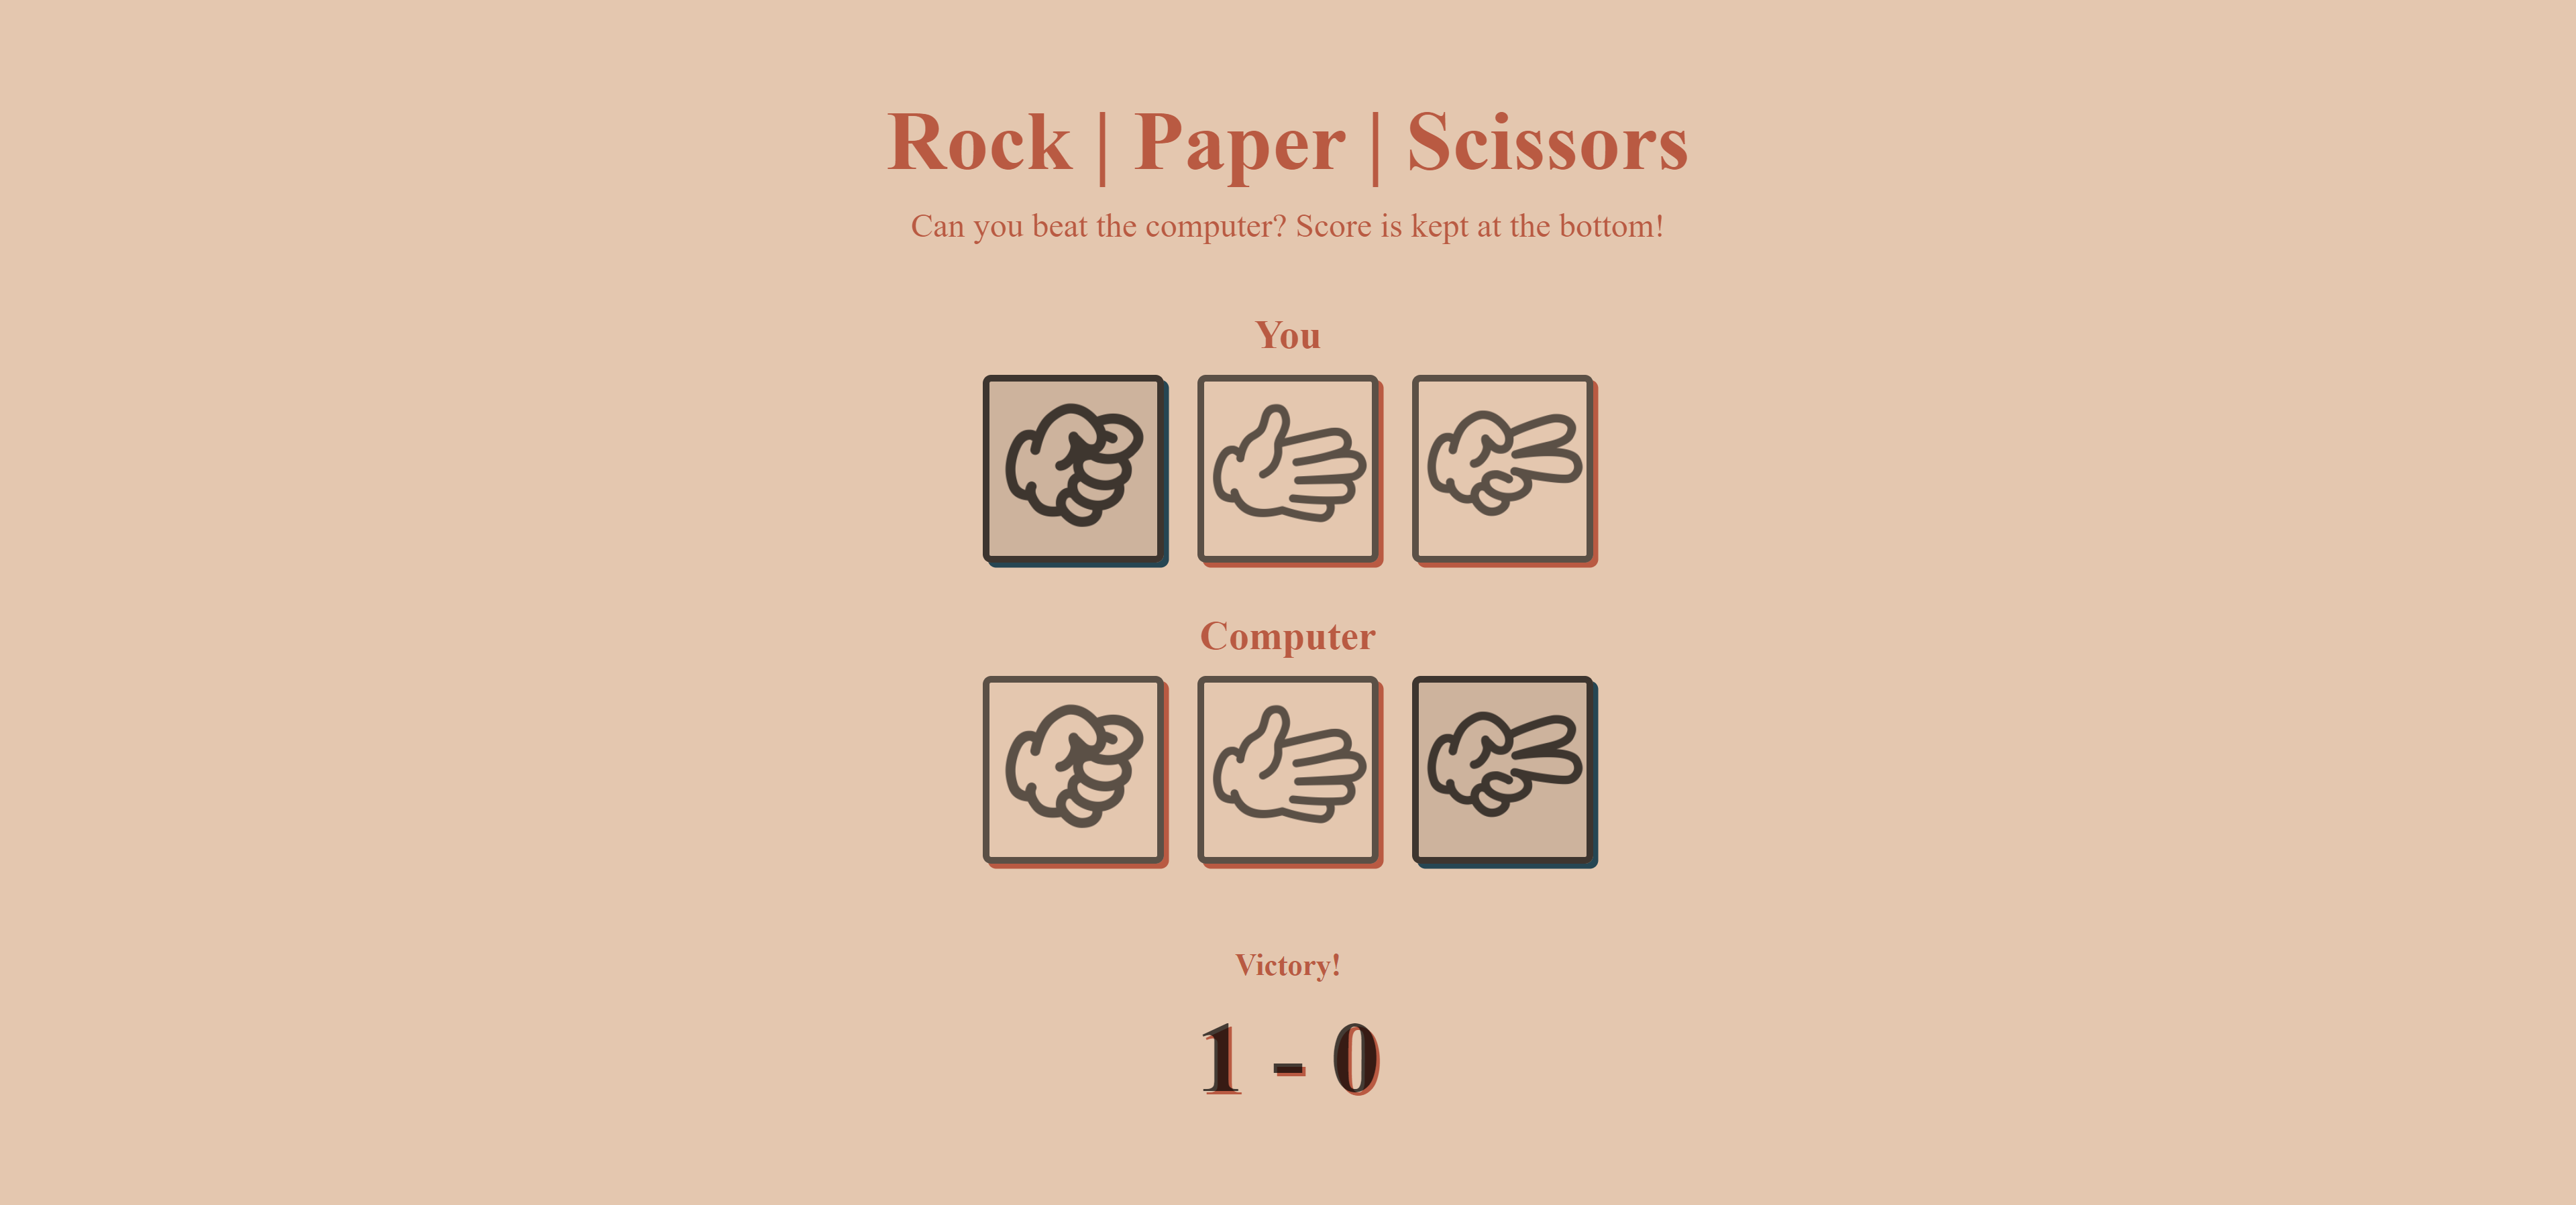 Rock | Paper | Scissors
Can you beat the computer? Score is kept at the bottom!
You
Computer
Victory!
1 - 0